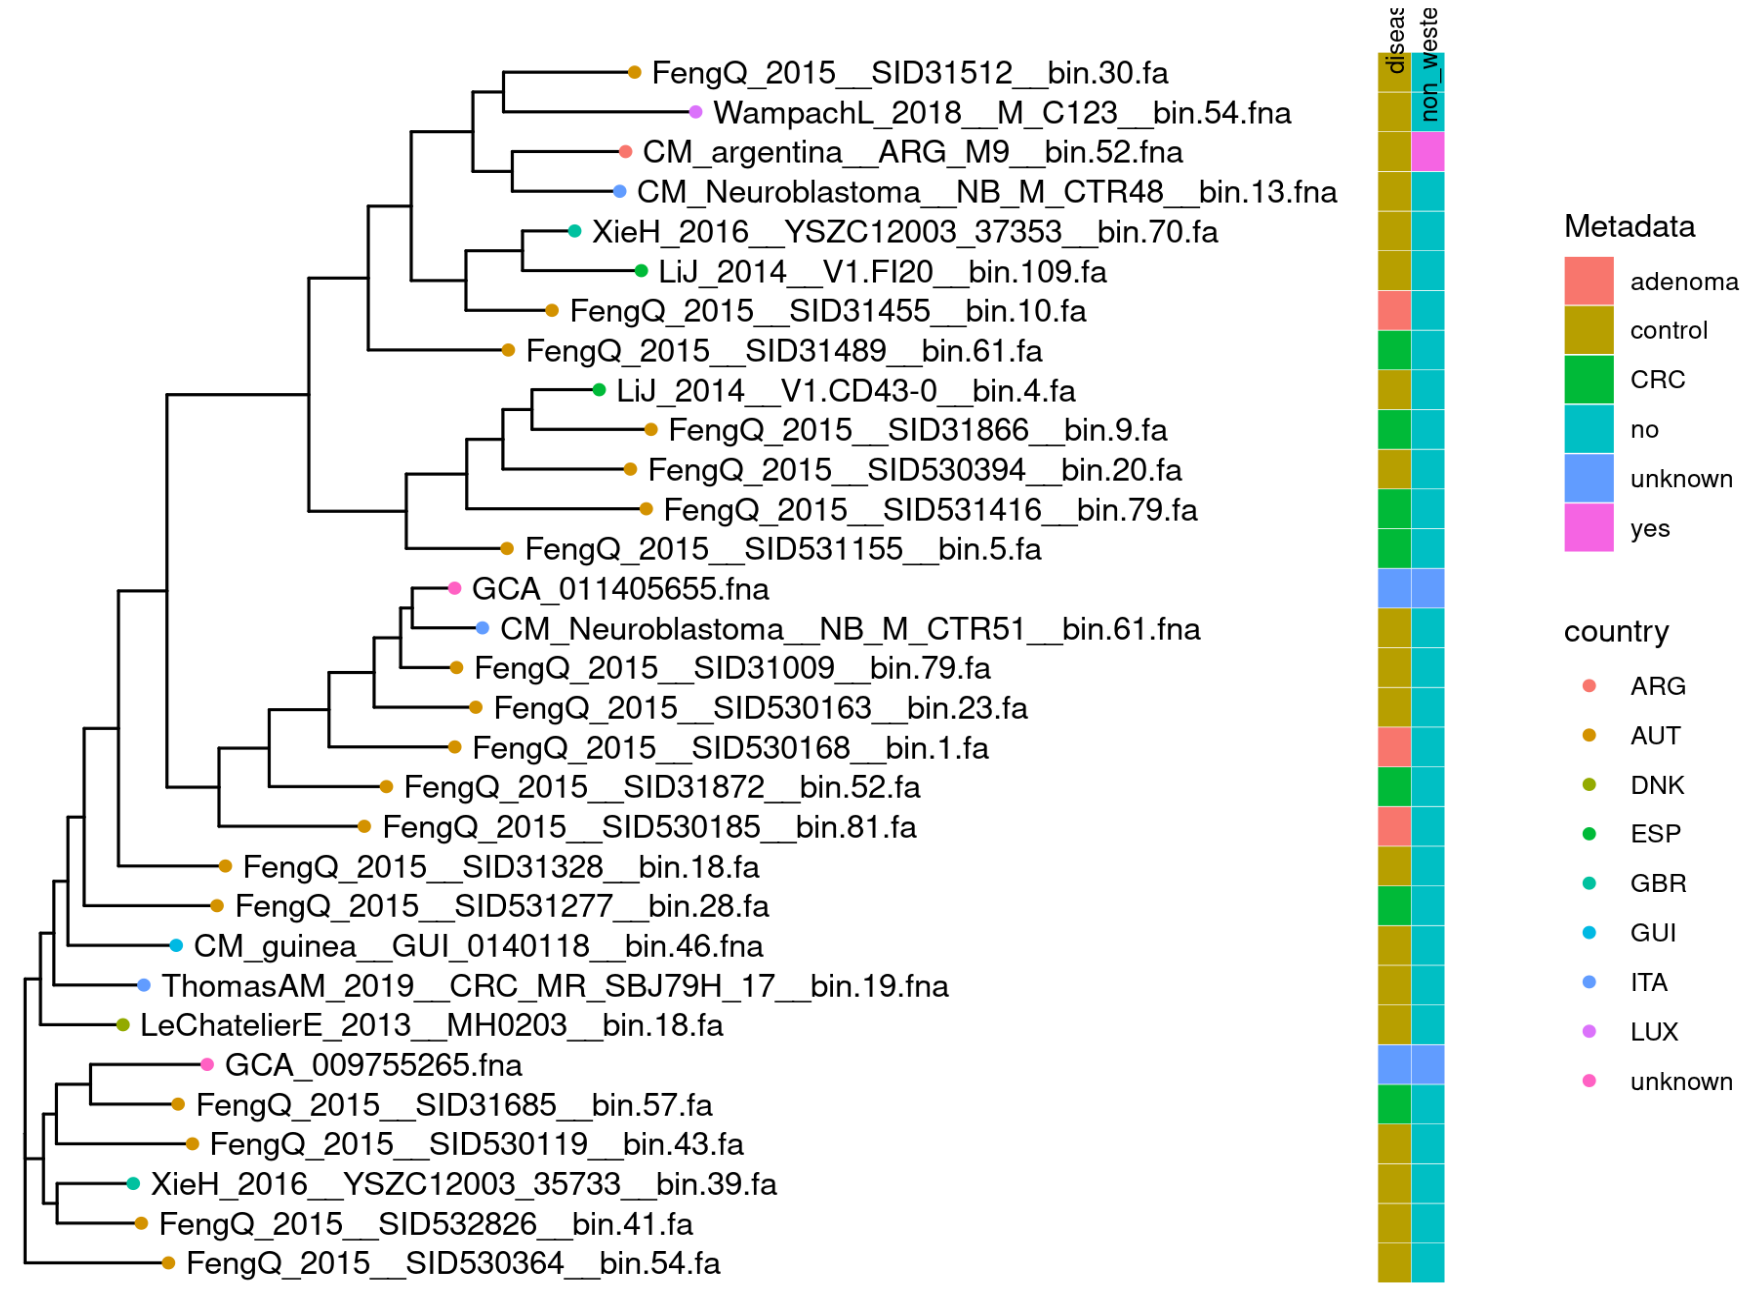 diseas
non_weste
FengQ_2015__SID31512__bin.30.fa
WampachL_2018__M_C123__bin.54.fna
CM_argentina__ARG_M9__bin.52.fna
CM_Neuroblastoma__NB_M_CTR48__bin.13.fna
XieH_2016__YSZC12003_37353__bin.70.fa
LiJ_2014__V1.FI20__bin.109.fa
FengQ_2015__SID31455__bin.10.fa
FengQ_2015__SID31489__bin.61.fa
LiJ_2014__V1.CD43-0__bin.4.fa
FengQ_2015__SID31866__bin.9.fa
FengQ_2015__SID530394__bin.20.fa
FengQ_2015__SID531416__bin.79.fa
FengQ_2015__SID531155__bin.5.fa
GCA_011405655.fna
CM_Neuroblastoma__NB_M_CTR51__bin.61.fna
FengQ_2015__SID31009__bin.79.fa
FengQ_2015__SID530163__bin.23.fa
FengQ_2015__SID530168__bin.1.fa
FengQ_2015__SID31872__bin.52.fa
FengQ_2015__SID530185__bin.81.fa
FengQ_2015__SID31328__bin.18.fa
FengQ_2015__SID531277__bin.28.fa
CM_guinea__GUI_0140118__bin.46.fna
ThomasAM_2019__CRC_MR_SBJ79H_17__bin.19.fna
LeChatelierE_2013__MH0203__bin.18.fa
GCA_009755265.fna
FengQ_2015__SID31685__bin.57.fa
FengQ_2015__SID530119__bin.43.fa
XieH_2016__YSZC12003_35733__bin.39.fa
FengQ_2015__SID532826__bin.41.fa
FengQ_2015__SID530364__bin.54.fa
Metadata
adenoma
control
CRC
no
unknown
yes
country
ARG
AUT
DNK
ESP
GBR
GUI
ITA
LUX
unknown